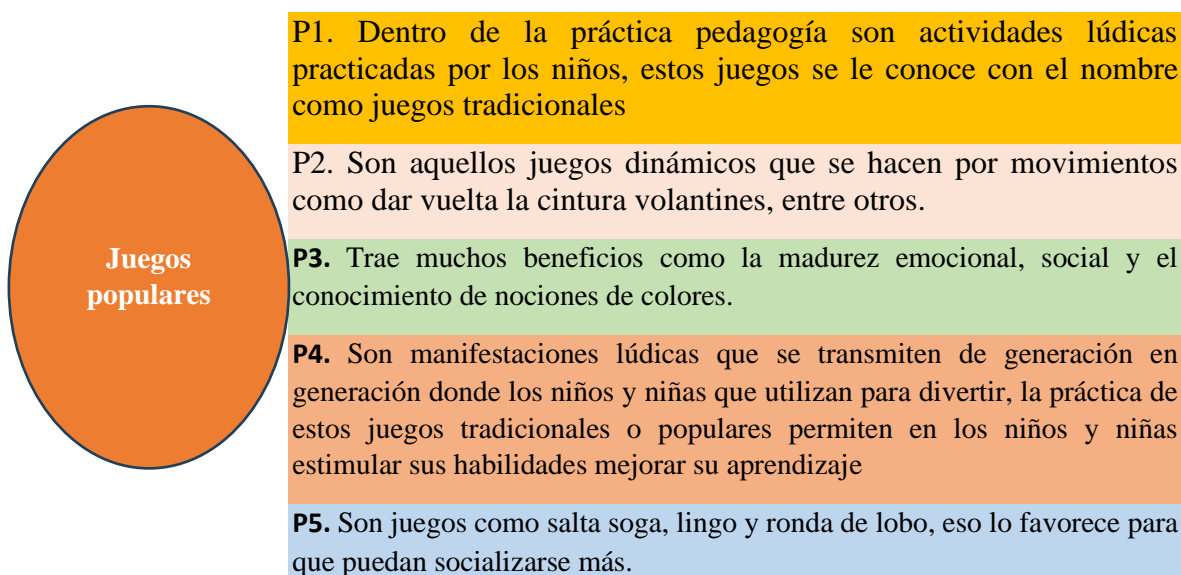 Juegos
populares
P1. Dentro de la práctica pedagogía son actividades lúdicas
practicadas por los niños, estos juegos se le conoce con el nombre
como juegos tradicionales
P2. Son aquellos juegos dinámicos que se hacen por movimientos
como dar vuelta la cintura volantines, entre otros.
P3. Trae muchos beneficios como la madurez emocional, social y el
conocimiento de nociones de colores.
P4. Son manifestaciones lúdicas que se transmiten de generación en
generación donde los niños y niñas que utilizan para divertir, la práctica de
estos juegos tradicionales o populares permiten en los niños y niñas
estimular sus habilidades mejorar su aprendizaje
P5. Son juegos como salta soga, lingo y ronda de lobo, eso lo favorece para
que puedan socializarse más.